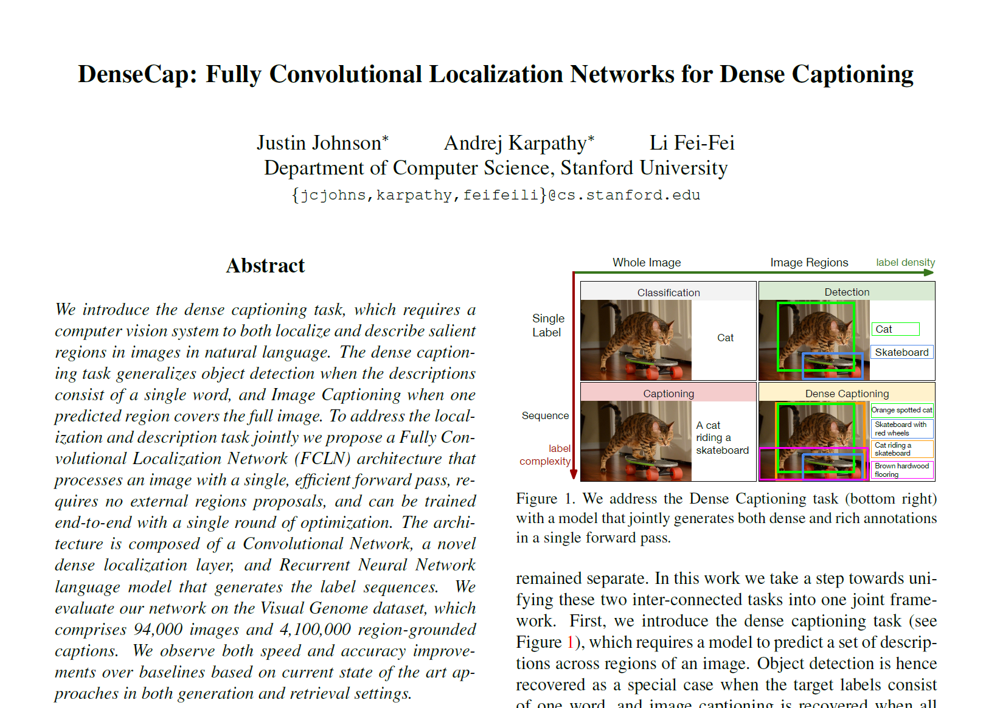 DenseCap: Fully Convolutional Localization Networks for Dense Captioning
Justin Johnson* Andrej Karpathy* Li Fei-Fei
Department of Computer Science, Stanford University
{jcjohns,karpathy,feifeili}@cs.stanford.edu
Abstract
We introduce the dense captioning task, which requires a
computer vision system to both localize and describe salient
regions in images in natural language. The dense caption-
ing task generalizes object detection when the descriptions
consist of a single word, and Image Captioning when one
predicted region covers the full image. To address the local-
ization and description task jointly we propose a Fully Con-
volutional Localization Network (FCLN) architecture that
processes an image with a single, efficient forward pass, re-
quires no external regions proposals, and can be trained
end-to-end with a single round of optimization. The archi-
tecture is composed of a Convolutional Network, a novel
dense localization layer, and Recurrent Neural Network
language model that generates the label sequences. We
evaluate our network on the Visual Genome dataset, which
comprises 94,000 images and 4,100,000 region-grounded
captions. We observe both speed and accuracy improve-
ments over baselines based on current state of the art ap-
proaches in both generation and retrieval settings.
Whole Image Image Regions label density
Classification Detection
Single
Label
Cat
Cat
Skateboard
Captioning Dense Captioning
Sequence
label
complexity
A cat
riding a
skateboard
Orange spotted cat
Skateboard with
red wheels
Cat riding a
skateboard
Brown hardwood
flooring
Figure 1. We address the Dense Captioning task (bottom right)
with a model that jointly generates both dense and rich annotations
in a single forward pass.
remained separate. In this work we take a step towards uni-
fying these two inter-connected tasks into one joint frame-
work. First, we introduce the dense captioning task (see
Figure 1), which requires a model to predict a set of descrip-
tions across regions of an image. Object detection is hence
recovered as a special case when the target labels consist
of one word, and image captioning is recovered when all